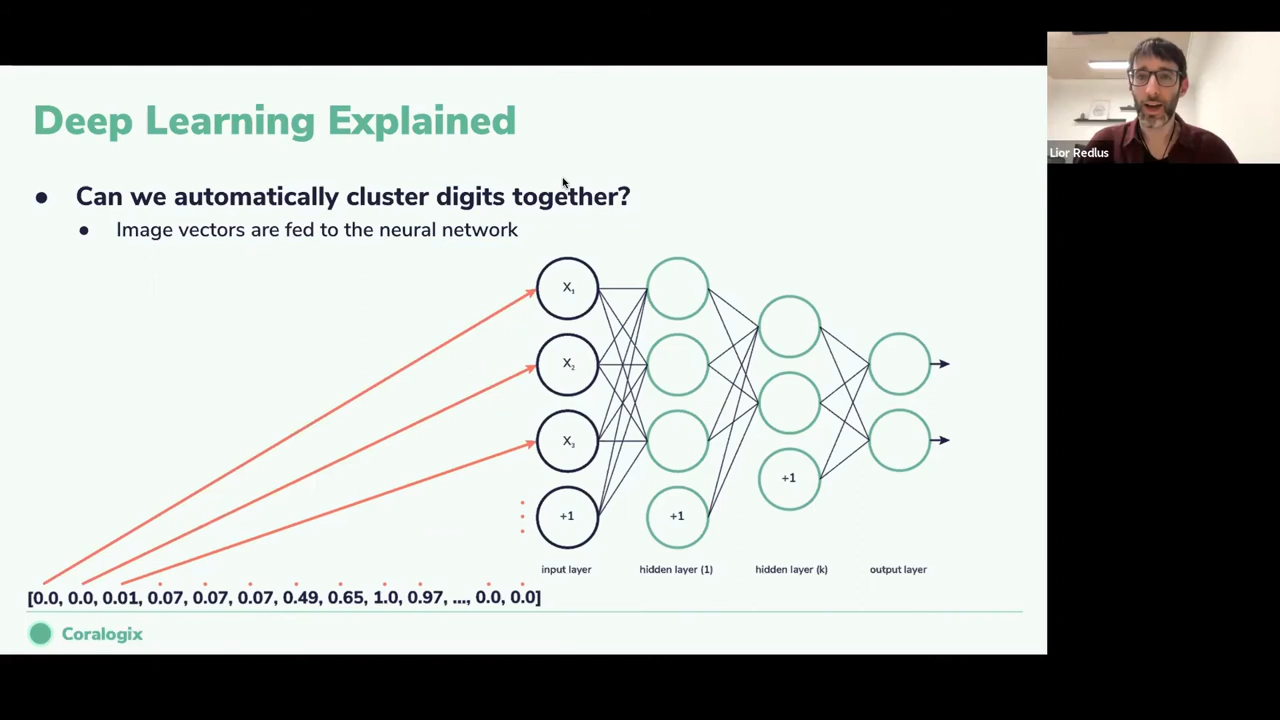 Deep Learning Explained
Lior Redlus
● Can we automatically cluster digits together?
● Image vectors are fed to the neural network
X₁
X₂
X₃
+1
+1
+1
input layer
hidden layer (1)
hidden layer (k)
output layer
[0.0, 0.0, 0.01, 0.07, 0.07, 0.07, 0.49, 0.65, 1.0, 0.97, ..., 0.0, 0.0]
Coralogix